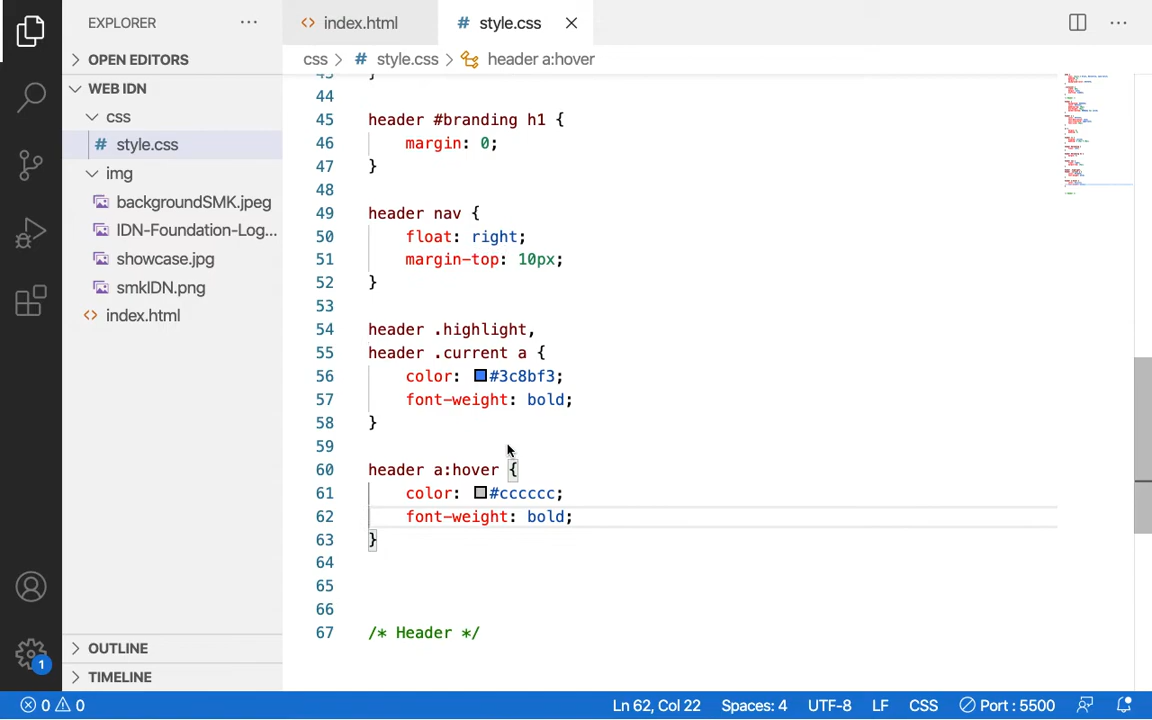 EXPLORER
index.html
# style.css
OPEN EDITORS
css > # style.css > header a:hover
WEB IDN
css
# style.css
img
backgroundSMK.jpeg
IDN-Foundation-Log...
showcase.jpg
smkIDN.png
index.html
OUTLINE
TIMELINE
44
45 header #branding h1 {
46 margin: 0;
47 }
48
49 header nav {
50 float: right;
51 margin-top: 10px;
52 }
53
54 header .highlight,
55 header .current a {
56 color: #3c8bf3;
57 font-weight: bold;
58 }
59
60 header a:hover {
61 color: #cccccc;
62 font-weight: bold;
63 }
64
65
66
67 /* Header */
1
0 0 Ln 62, Col 22 Spaces: 4 UTF-8 LF CSS Port : 5500